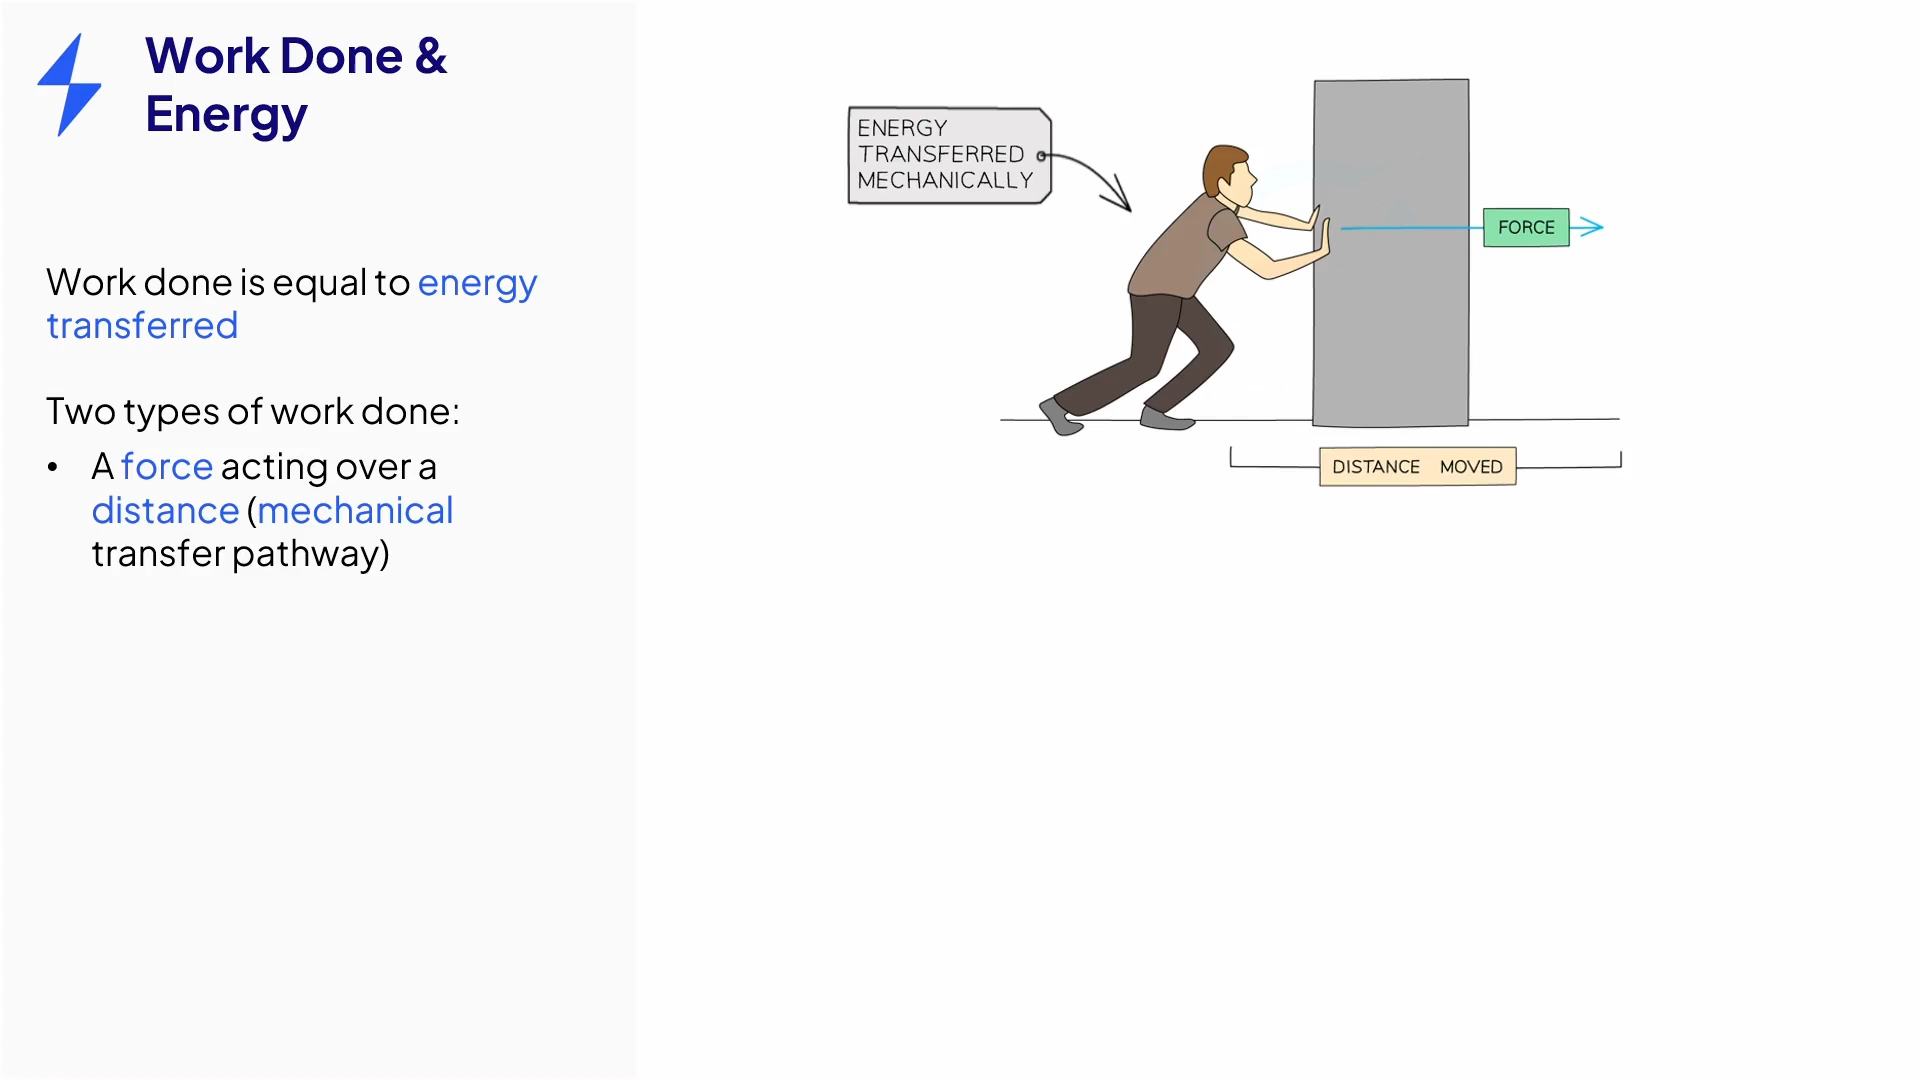 Work Done &
Energy
Work done is equal to energy
transferred
Two types of work done:
• A force acting over a
distance (mechanical
transfer pathway)
ENERGY
TRANSFERRED
MECHANICALLY
FORCE
DISTANCE MOVED